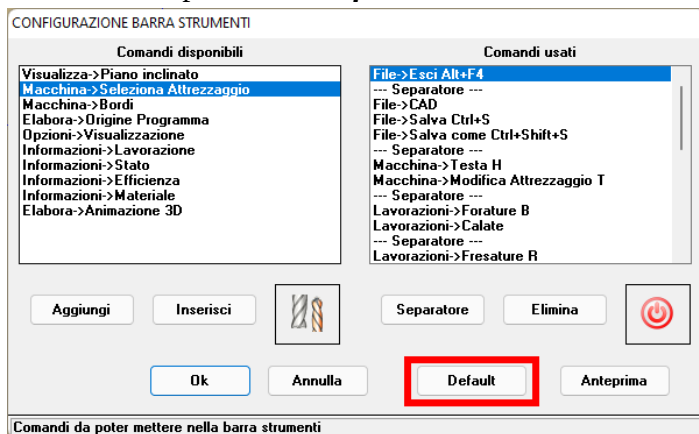 CONFIGURAZIONE BARRA STRUMENTI
Comandi disponibili
Visualizza->Piano inclinato
Macchina->Seleziona Attrezzaggio
Macchina->Bordi
Elabora->Origine Programma
Opzioni->Visualizzazione
Informazioni->Lavorazione
Informazioni->Stato
Informazioni->Efficienza
Informazioni->Materiale
Elabora->Animazione 3D
Comandi usati
File->Esci Alt+F4
--- Separatore ---
File->CAD
File->Salva Ctrl+S
File->Salva come Ctrl+Shift+S
--- Separatore ---
Macchina->Testa H
Macchina->Modifica Attrezzaggio T
--- Separatore ---
Lavorazioni->Forature B
Lavorazioni->Calate
--- Separatore ---
Lavorazioni->Fresature R
Aggiungi
Inserisci
Separatore
Elimina
Ok
Annulla
Default
Anteprima
Comandi da poter mettere nella barra strumenti